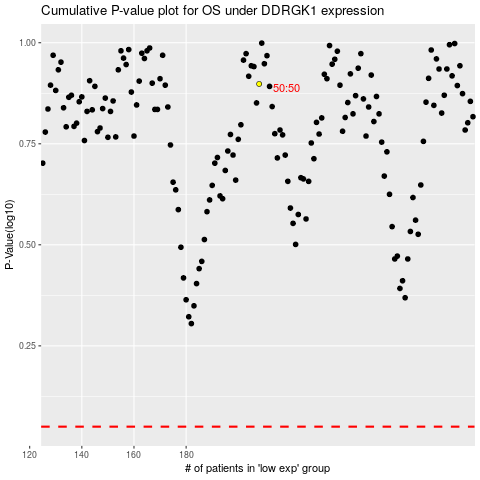 Cumulative P-value plot for OS under DDRGK1 expression
1.00
50:50
0.75
0.50
0.25
P-Value(log10)
120 140 160 180
# of patients in 'low exp' group